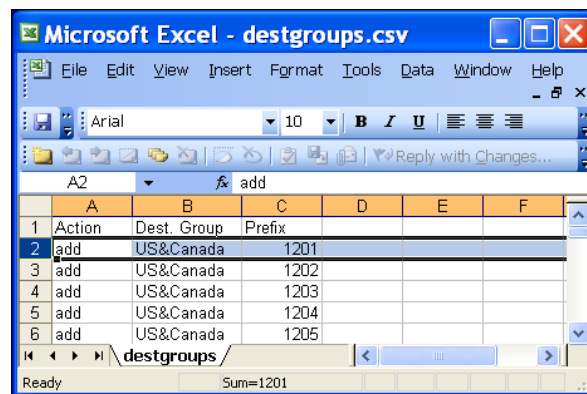 Microsoft Excel - destgroups.csv
File Edit View Insert Format Tools Data Window Help
Arial 10 B I U
Reply with Changes...
A2 fx add
A B C D E F
1 Action Dest. Group Prefix
2 add US&Canada 1201
3 add US&Canada 1202
4 add US&Canada 1203
5 add US&Canada 1204
6 add US&Canada 1205
destgroups
Ready Sum=1201